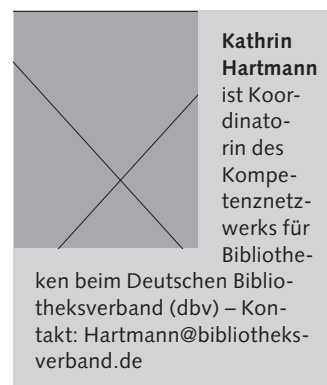 Kathrin
Hartmann
ist Koor-
dinato-
rin des
Kompe-
tenznetz-
werks für
Bibliothe-
ken beim Deutschen Biblio-
theksverband (dbv) – Kon-
takt: Hartmann@bibliotheks-
verband.de